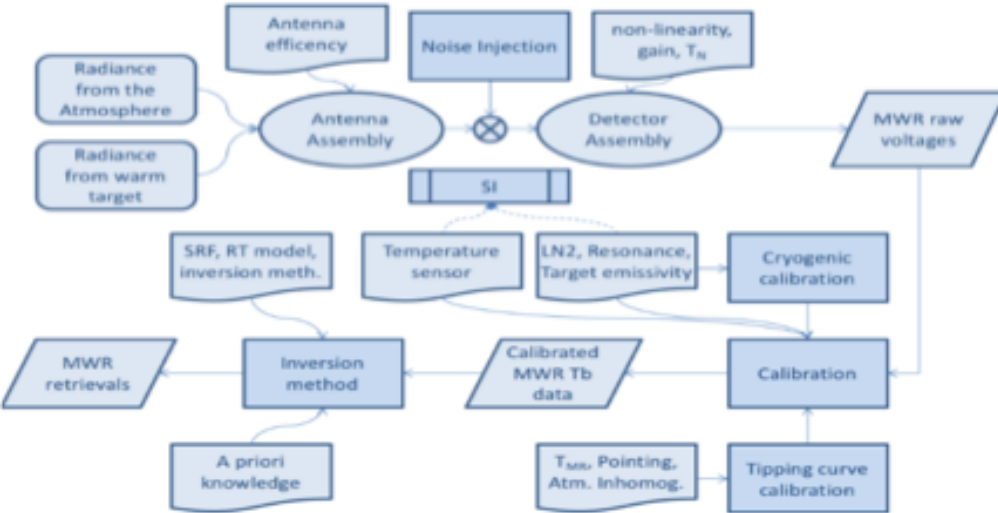 Antenna
efficency
Noise Injection
non-linearity,
gain, TN
Radiance
from the
Atmosphere
Antenna
Assembly
Detector
Assembly
MWR raw
voltages
Radiance
from warm
target
SI
SRF, RT model,
inversion meth.
Temperature
sensor
LN2, Resonance,
Target emissivity
Cryogenic
calibration
MWR
retrievals
Inversion
method
Calibrated
MWR Tb
data
Calibration
A priori
knowledge
TMR, Pointing,
Atm. Inhomog.
Tipping curve
calibration